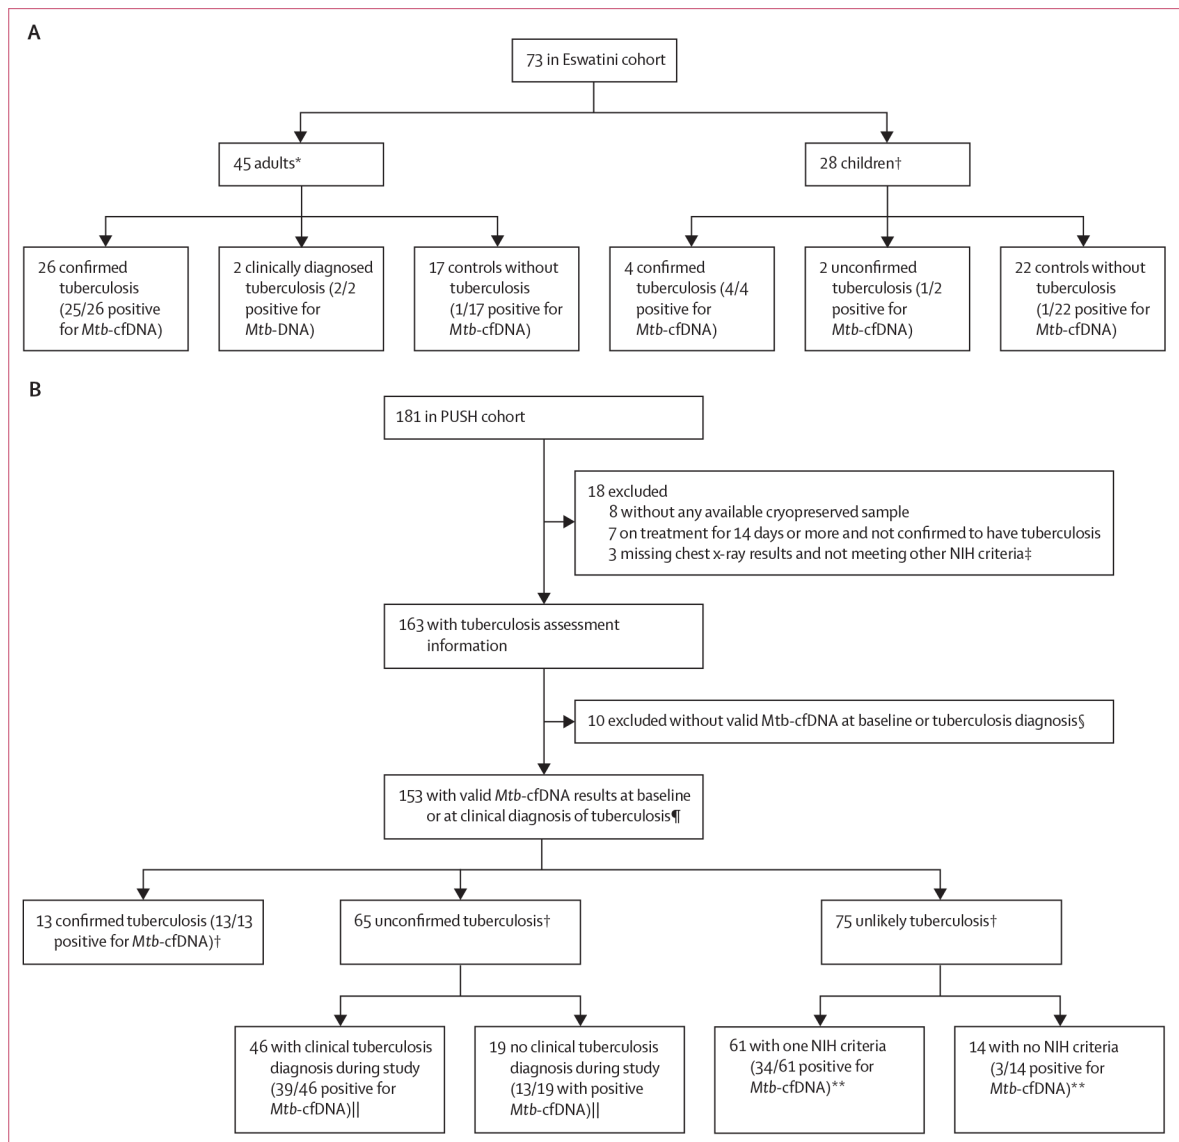 A
73 in Eswatini cohort
45 adults*
28 children†
26 confirmed
tuberculosis
(25/26 positive
for Mtb-cfDNA)
2 clinically diagnosed
tuberculosis (2/2
positive for
Mtb-DNA)
17 controls without
tuberculosis
(1/17 positive for
Mtb-cfDNA)
4 confirmed
tuberculosis (4/4
positive for
Mtb-cfDNA)
2 unconfirmed
tuberculosis (1/2
positive for
Mtb-cfDNA)
22 controls without
tuberculosis
(1/22 positive for
Mtb-cfDNA)
B
181 in PUSH cohort
18 excluded
8 without any available cryopreserved sample
7 on treatment for 14 days or more and not confirmed to have tuberculosis
3 missing chest x-ray results and not meeting other NIH criteria‡
163 with tuberculosis assessment
information
10 excluded without valid Mtb-cfDNA at baseline or tuberculosis diagnosis§
153 with valid Mtb-cfDNA results at baseline
or at clinical diagnosis of tuberculosis¶
13 confirmed tuberculosis (13/13
positive for Mtb-cfDNA)†
65 unconfirmed tuberculosis†
75 unlikely tuberculosis†
46 with clinical tuberculosis
diagnosis during study
(39/46 positive for
Mtb-cfDNA)||
19 no clinical tuberculosis
diagnosis during study
(13/19 with positive
Mtb-cfDNA)||
61 with one NIH criteria
(34/61 positive for
Mtb-cfDNA)**
14 with no NIH criteria
(3/14 positive for
Mtb-cfDNA)**